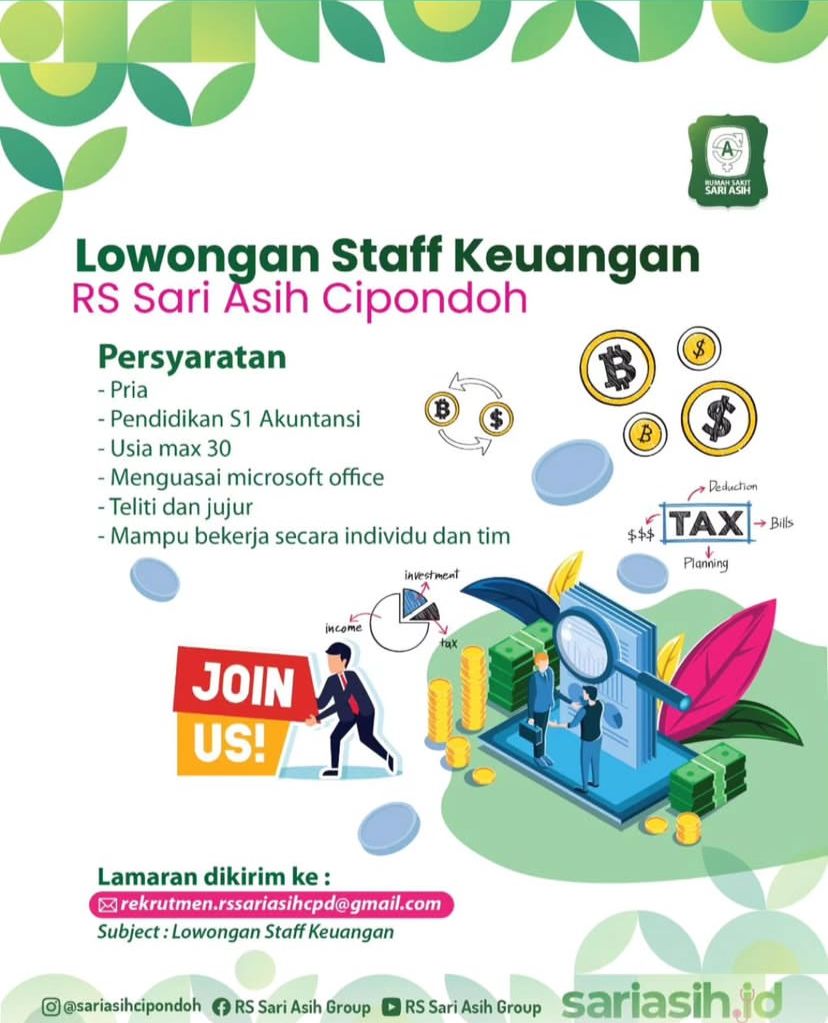 RUMAH SAKIT
SARI ASIH
Lowongan Staff Keuangan
RS Sari Asih Cipondoh
Persyaratan
- Pria
- Pendidikan S1 Akuntansi
- Usia max 30
- Menguasai microsoft office
- Teliti dan jujur
- Mampu bekerja secara individu dan tim
Deduction
$$$ TAX Bills
Planning
investment
income
tax
JOIN
US!
Lamaran dikirim ke :
rekrutmen.rssariasihcpd@gmail.com
Subject : Lowongan Staff Keuangan
@sariasihcipondoh RS Sari Asih Group RS Sari Asih Group sariasih.id